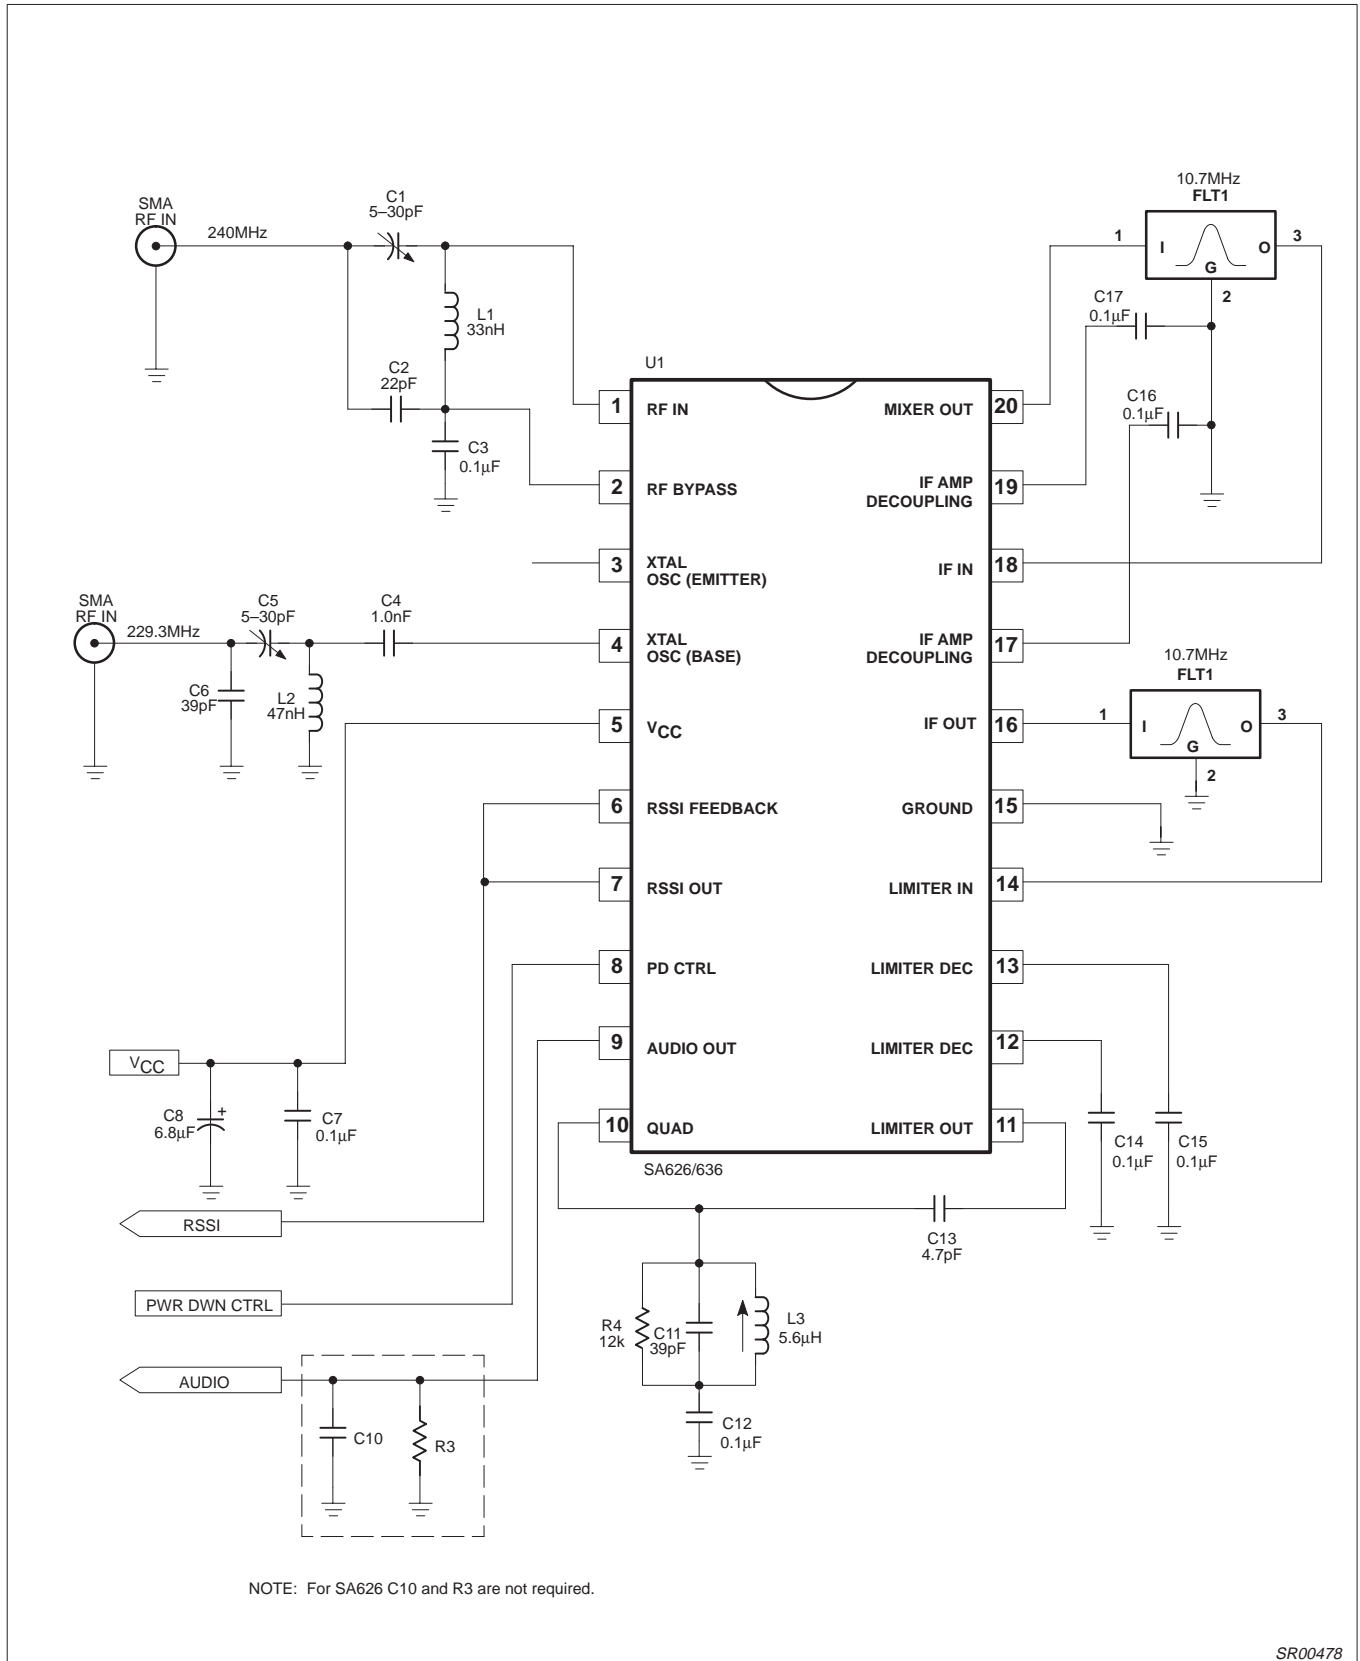 10.7MHz
FLT1
1
I
O
3
G
2
SMA
RF IN
240MHz
C1
5–30pF
L1
33nH
C2
22pF
C3
0.1μF
C17
0.1μF
C16
0.1μF
U1
1 RF IN
MIXER OUT 20
2 RF BYPASS
IF AMP
DECOUPLING
19
3 XTAL
OSC (EMITTER)
IF IN 18
SMA
RF IN
229.3MHz
C5
5–30pF
C4
1.0nF
C6
39pF
L2
47nH
4 XTAL
OSC (BASE)
IF AMP
DECOUPLING
17
10.7MHz
FLT1
1
I
O
3
G
2
5 VCC
IF OUT 16
6 RSSI FEEDBACK
GROUND 15
7 RSSI OUT
LIMITER IN 14
8 PD CTRL
LIMITER DEC 13
9 AUDIO OUT
LIMITER DEC 12
10 QUAD
LIMITER OUT 11
SA626/636
VCC
C8
6.8μF
+
C7
0.1μF
C14
0.1μF
C15
0.1μF
RSSI
C13
4.7pF
PWR DWN CTRL
R4
12k
C11
39pF
L3
5.6μH
AUDIO
C10
R3
C12
0.1μF
NOTE: For SA626 C10 and R3 are not required.
SR00478